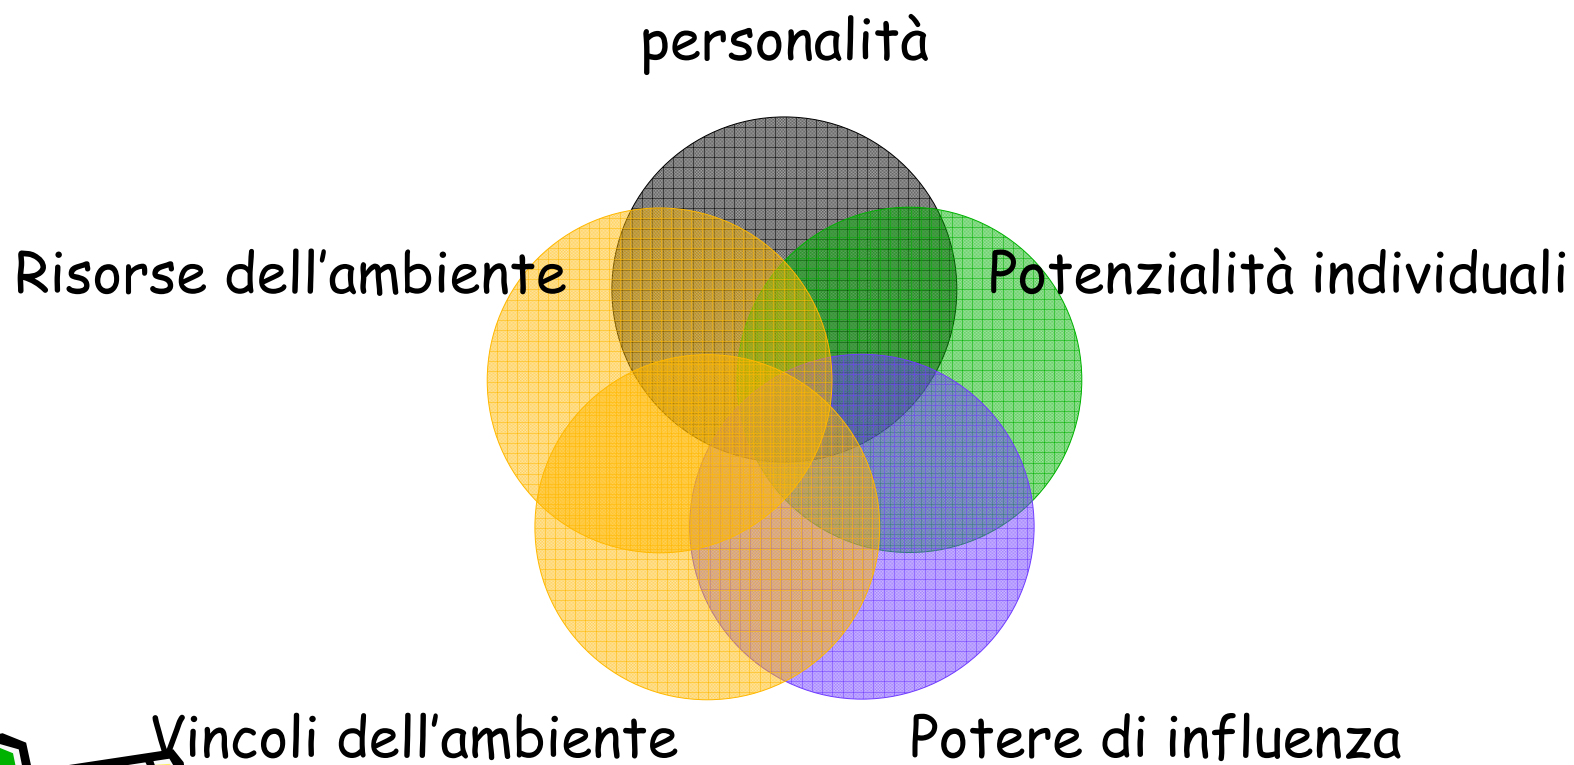 personalità
Risorse dell’ambiente
Potenzialità individuali
Vincoli dell’ambiente
Potere di influenza